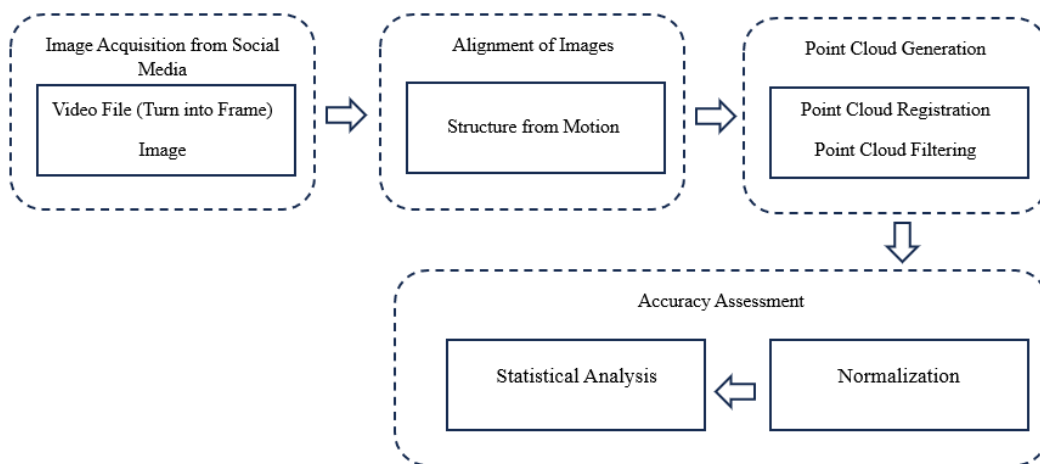 Image Acquisition from Social
Media
Video File (Turn into Frame)
Image
Alignment of Images
Structure from Motion
Point Cloud Generation
Point Cloud Registration
Point Cloud Filtering
Accuracy Assessment
Normalization
Statistical Analysis